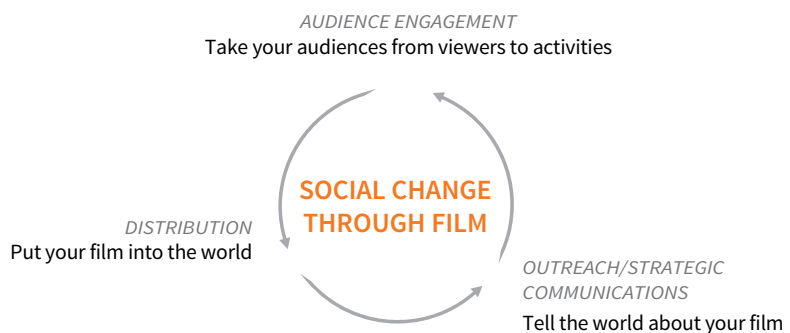 AUDIENCE ENGAGEMENT
Take your audiences from viewers to activities
SOCIAL CHANGE
THROUGH FILM
DISTRIBUTION
Put your film into the world
OUTREACH/STRATEGIC
COMMUNICATIONS
Tell the world about your film